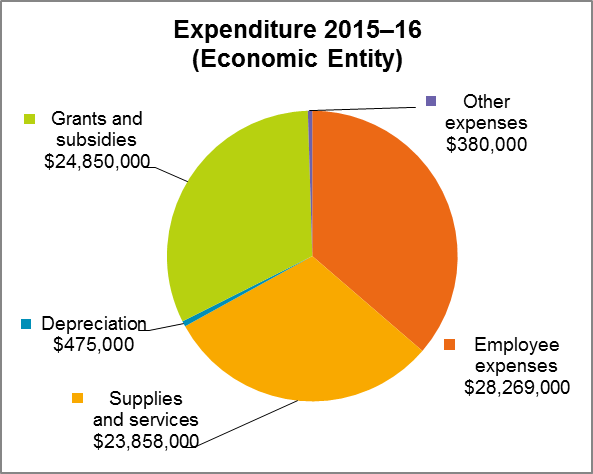 Expenditure 2015–16
(Economic Entity)
Grants and
subsidies
$24,850,000
Other
expenses
$380,000
Depreciation
$475,000
Employee
expenses
$28,269,000
Supplies
and services
$23,858,000